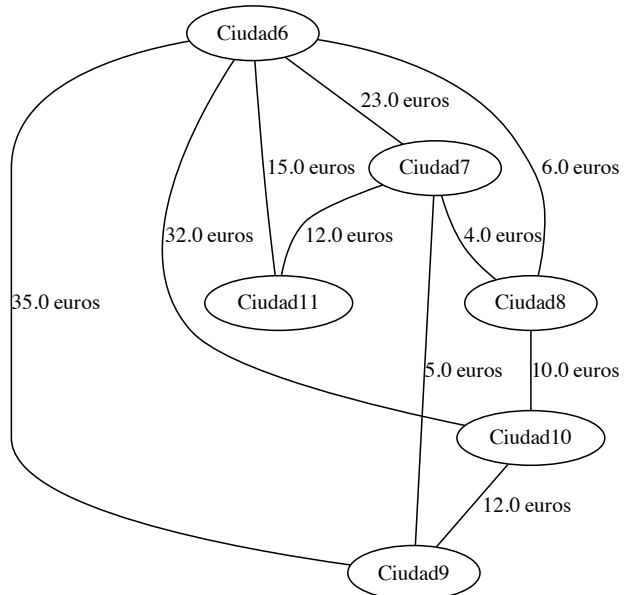 Ciudad6
23.0 euros
Ciudad7
15.0 euros
6.0 euros
32.0 euros
12.0 euros
4.0 euros
35.0 euros
Ciudad11
Ciudad8
5.0 euros
10.0 euros
Ciudad10
12.0 euros
Ciudad9